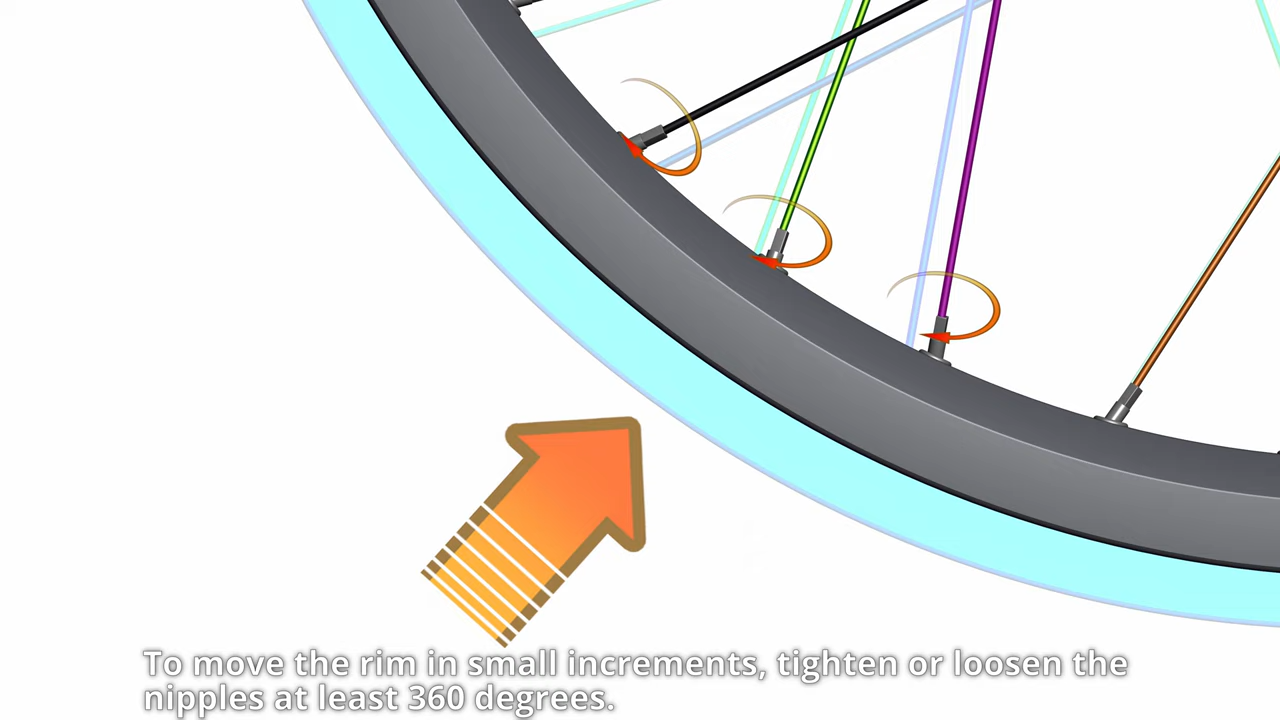 To move the rim in small increments, tighten or loosen the
nipples at least 360 degrees.